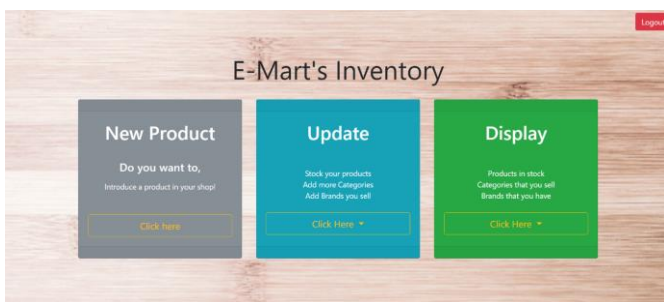 Logout
E-Mart's Inventory
New Product
Do you want to,
Introduce a product in your shop!
Click here
Update
Stock your products
Add more Categories
Add Brands you sell
Click Here
Display
Products in stock
Categories that you sell
Brands that you have
Click Here